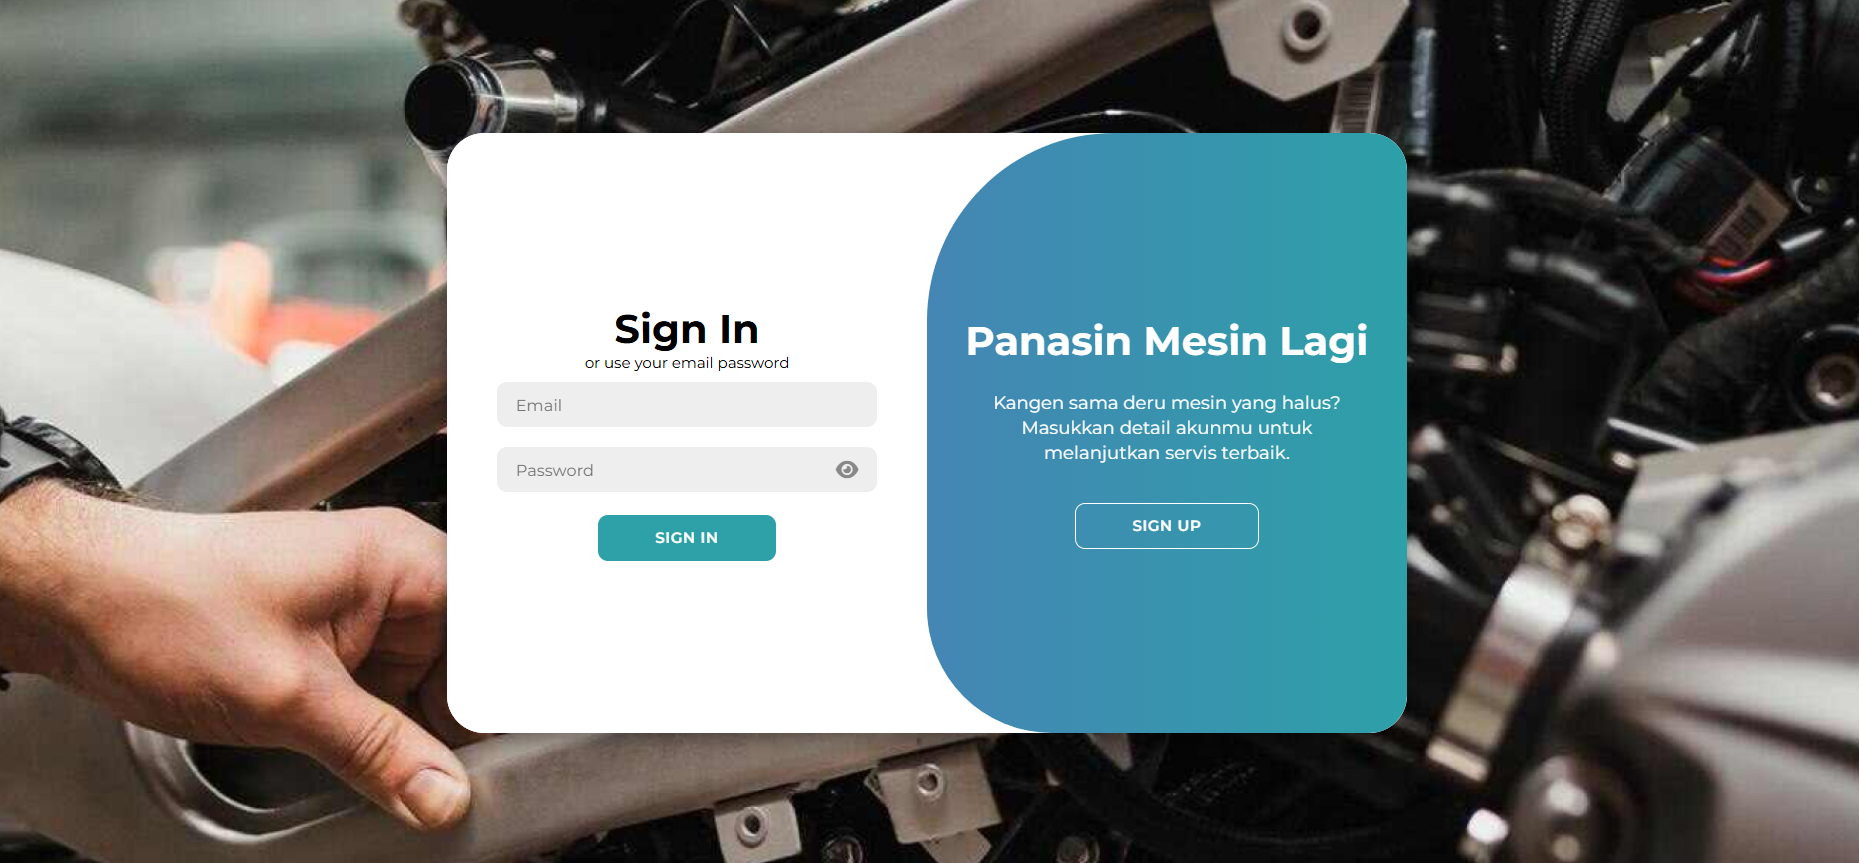 Sign In
or use your email password
Email
Password
SIGN IN
Panasin Mesin Lagi
Kangen sama deru mesin yang halus?
Masukkan detail akunmu untuk
melanjutkan servis terbaik.
SIGN UP